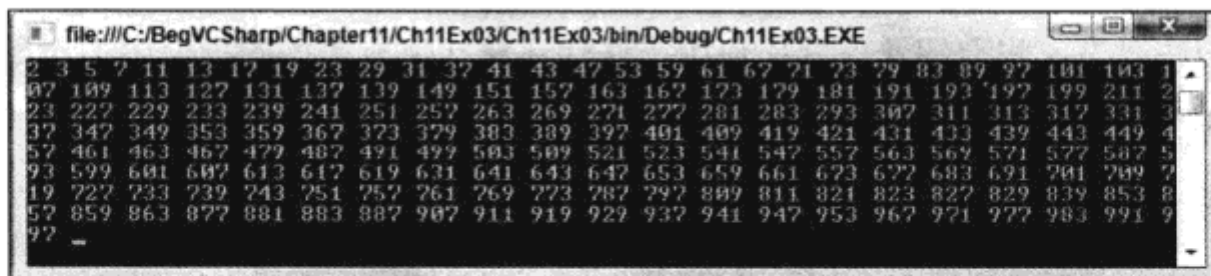 file:///C:/BegVCSharp/Chapter11/Ch11Ex03/Ch11Ex03/bin/Debug/Ch11Ex03.EXE
2 3 5 7 11 13 17 19 23 29 31 37 41 43 47 53 59 61 67 71 73 79 83 89 97 101 103 1
07 109 113 127 131 137 139 149 151 157 163 167 173 179 181 191 193 197 199 211 2
23 227 229 233 239 241 251 257 263 269 271 277 281 283 293 307 311 313 317 331 3
37 347 349 353 359 367 373 379 383 389 397 401 409 419 421 431 433 439 443 449 4
57 461 463 467 479 487 491 499 503 509 521 523 541 547 557 563 569 571 577 587 5
93 599 601 607 613 617 619 631 641 643 647 653 659 661 673 677 683 691 701 709 7
19 727 733 739 743 751 757 761 769 773 787 797 809 811 821 823 827 829 839 853 8
57 859 863 877 881 883 887 907 911 919 929 937 941 947 953 967 971 977 983 991 9
97 _